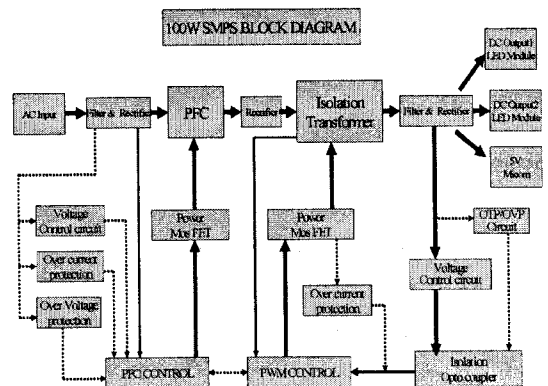 100W SMPS BLOCK DIAGRAM
DC Output1
LED Module
AC Input
Filter & Rectifier
PFC
Rectifier
Isolation
Transformer
Filter & Rectifier
DC Output2
LED Module
5V
Micom
Voltage
Control circuit
Power
Mos FET
Power
Mos FET
OTP/OVP
Circuit
Over current
protection
Voltage
Control circuit
Over Voltage
protection
Over current
protection
PFC CONTROL
PWM CONTROL
Isolation
Opto coupler